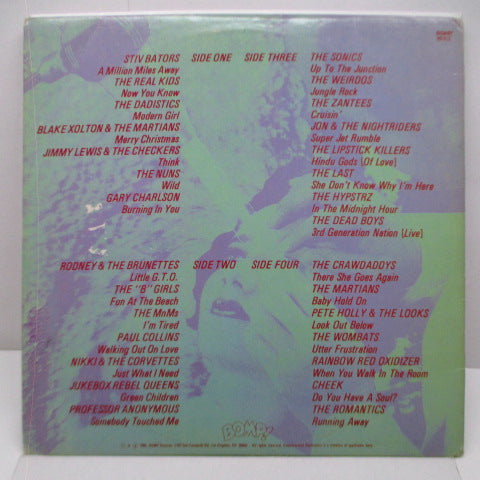 BOMP!
STIV BATORS SIDE ONE
A Million Miles Away
THE REAL KIDS
Now You Know
THE DADISTICS
Modern Girl
BLAKE XOLTON & THE MARTIANS
Merry Christmas
JIMMY LEWIS & THE CHECKERS
Think
THE NUNS
Wild
GARY CHARLSON
Burning In You
SIDE THREE THE SONICS
Up To The Junction
THE WEIRDOS
Jungle Rock
THE ZANTEES
Cruisin'
JON & THE NIGHTRIDERS
Super Jet Rumble
THE LIPSTICK KILLERS
Hindu Gods (Of Love)
THE LAST
She Don't Know Why I'm Here
THE HYPSTRZ
In The Midnight Hour
THE DEAD BOYS
3rd Generation Nation (Live)
RODNEY & THE BRUNETTES SIDE TWO
Little G.T.O.
THE "B" GIRLS
Fun At The Beach
THE MnMs
I'm Tired
PAUL COLLINS
Walking Out On Love
NIKKI & THE CORVETTES
Just What I Need
JUKEBOX REBEL QUEENS
Green Children
PROFESSOR ANONYMOUS
Somebody Touched Me
SIDE FOUR THE CRAWDADDYS
There She Goes Again
THE MARTIANS
Baby Hold On
PETE HOLLY & THE LOOKS
Look Out Below
THE WOMBATS
Utter Frustration
RAINBOW RED OXIDIZER
When You Walk In The Room
CHEEK
Do You Have A Soul?
THE ROMANTICS
Running Away
BOMP!